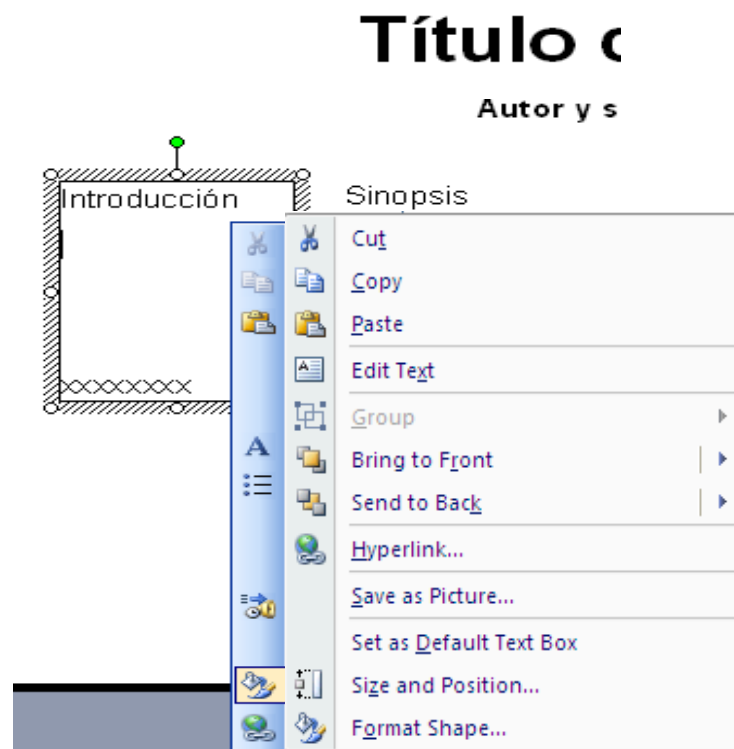 Título
Autor y s
Introducción
Sinopsis
xxxxxxxx
Cut
Copy
Paste
Edit Text
Group
Bring to Front
Send to Back
Hyperlink...
Save as Picture...
Set as Default Text Box
Size and Position...
Format Shape...